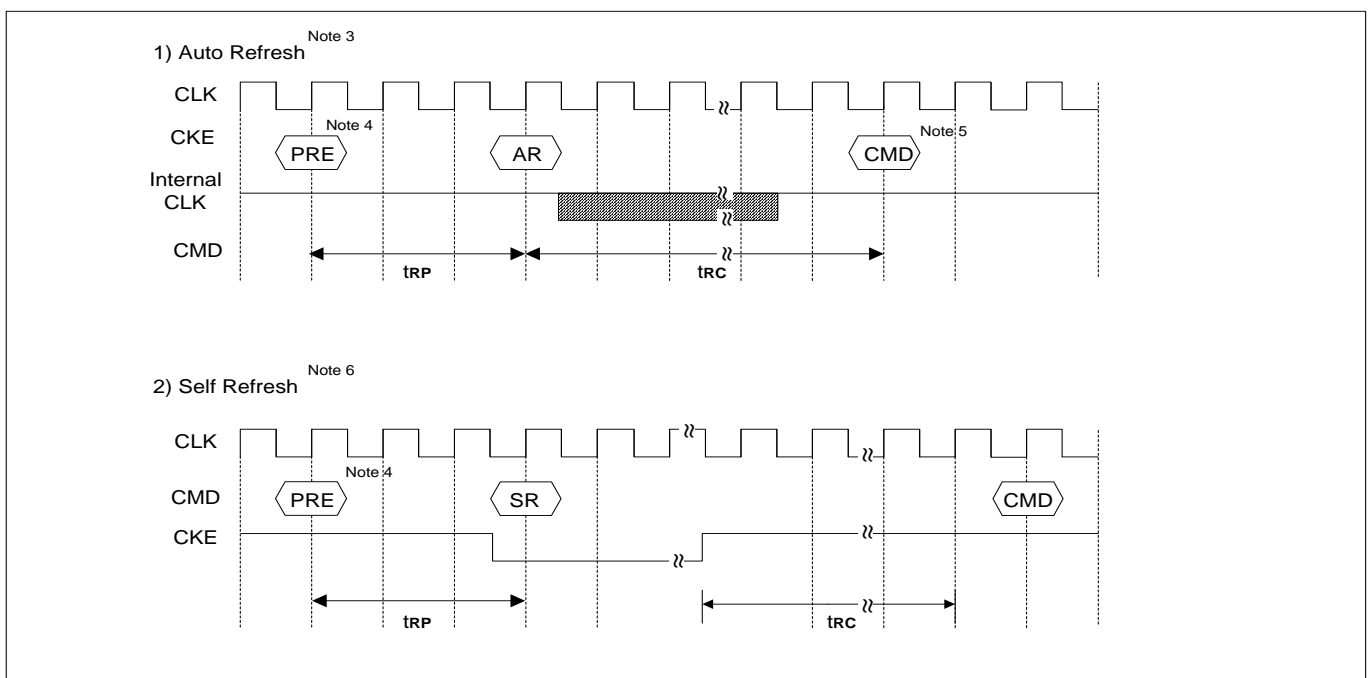 1) Auto Refresh Note 3
CLK
CKE
Note 4
Note 5
PRE
AR
CMD
Internal
CLK
CMD
tRP
tRC
2) Self Refresh Note 6
CLK
Note 4
CMD
PRE
SR
CMD
CKE
tRP
tRC